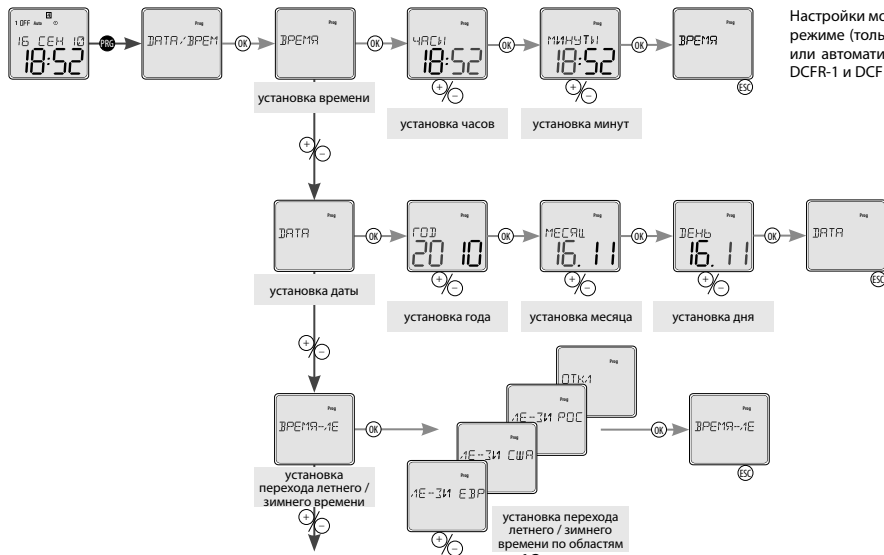 1 OFF Auto
16 СЕН 10
18:52
PRG
Prog
ДАТА/ВРЕМ
OK
Prog
ВРЕМЯ
OK
Prog
ЧАСЫ
18:52
OK
Prog
МИНУТЫ
18:52
OK
Prog
ВРЕМЯ
ESC
Настройки мо
режиме (толь
или автомати
DCFR-1 и DCF
установка времени
+/−
установка часов
+/−
установка минут
+/−
Prog
ДАТА
OK
Prog
ГОД
20 10
OK
Prog
МЕСЯЦ
16. 11
OK
Prog
ДЕНЬ
16. 11
OK
Prog
ДАТА
ESC
установка даты
+/−
установка года
+/−
установка месяца
+/−
установка дня
+/−
Prog
ВРЕМЯ-ЛЕ
OK
Prog
ОТКЛ
Prog
ЛЕ-ЗИ РОС
Prog
ЛЕ-ЗИ США
Prog
ЛЕ-ЗИ ЕВР
OK
Prog
ВРЕМЯ-ЛЕ
ESC
установка
перехода летнего /
зимнего времени
+/−
+/−
установка перехода
летнего / зимнего
времени по областям